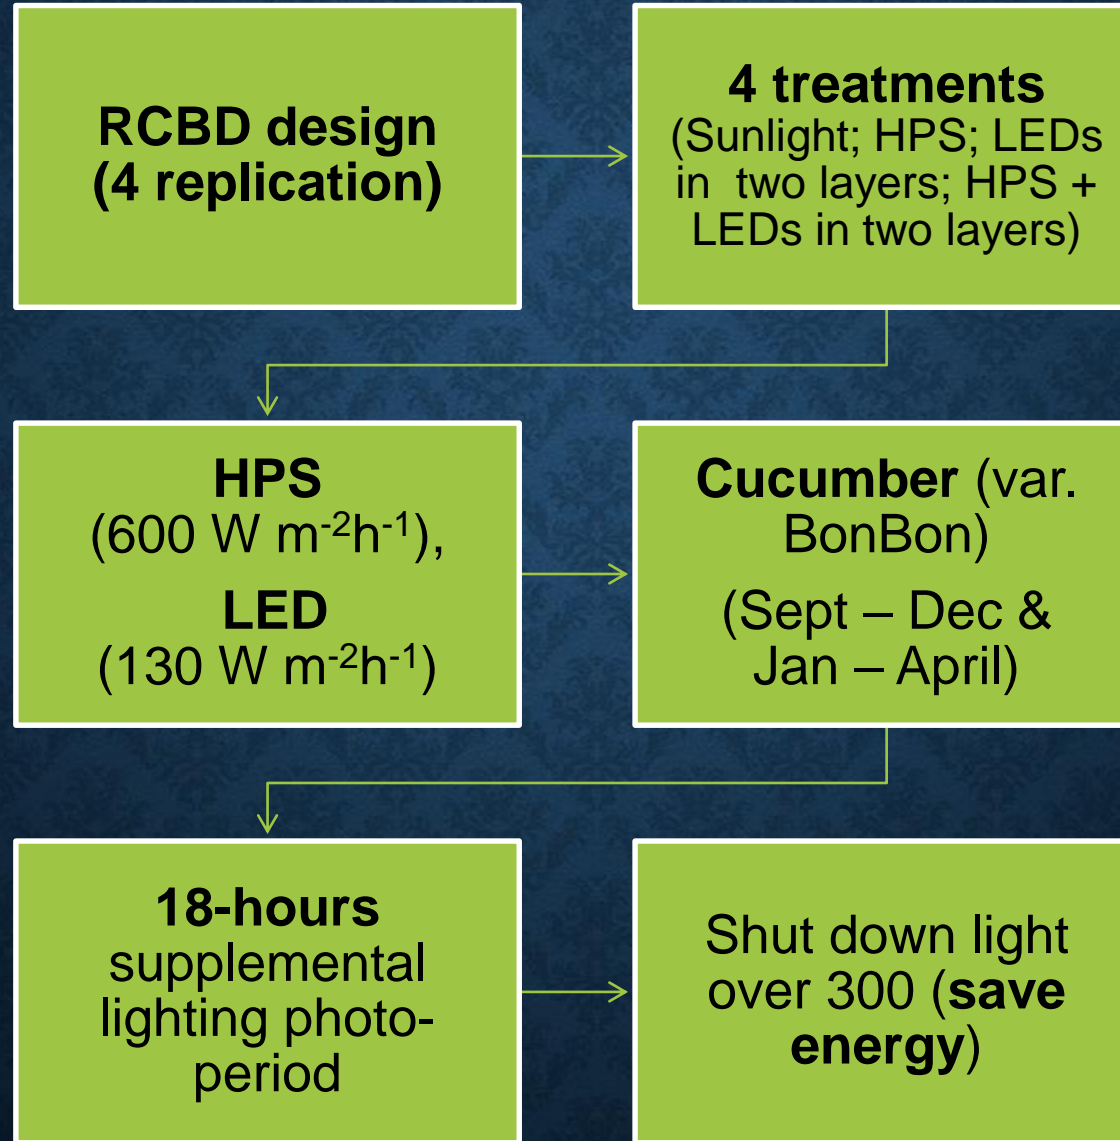 RCBD design
(4 replication)
4 treatments
(Sunlight; HPS; LEDs
in two layers; HPS +
LEDs in two layers)
HPS
(600 W m⁻²h⁻¹),
LED
(130 W m⁻²h⁻¹)
Cucumber (var.
BonBon)
(Sept – Dec &
Jan – April)
18-hours
supplemental
lighting photo-
period
Shut down light
over 300 (save
energy)